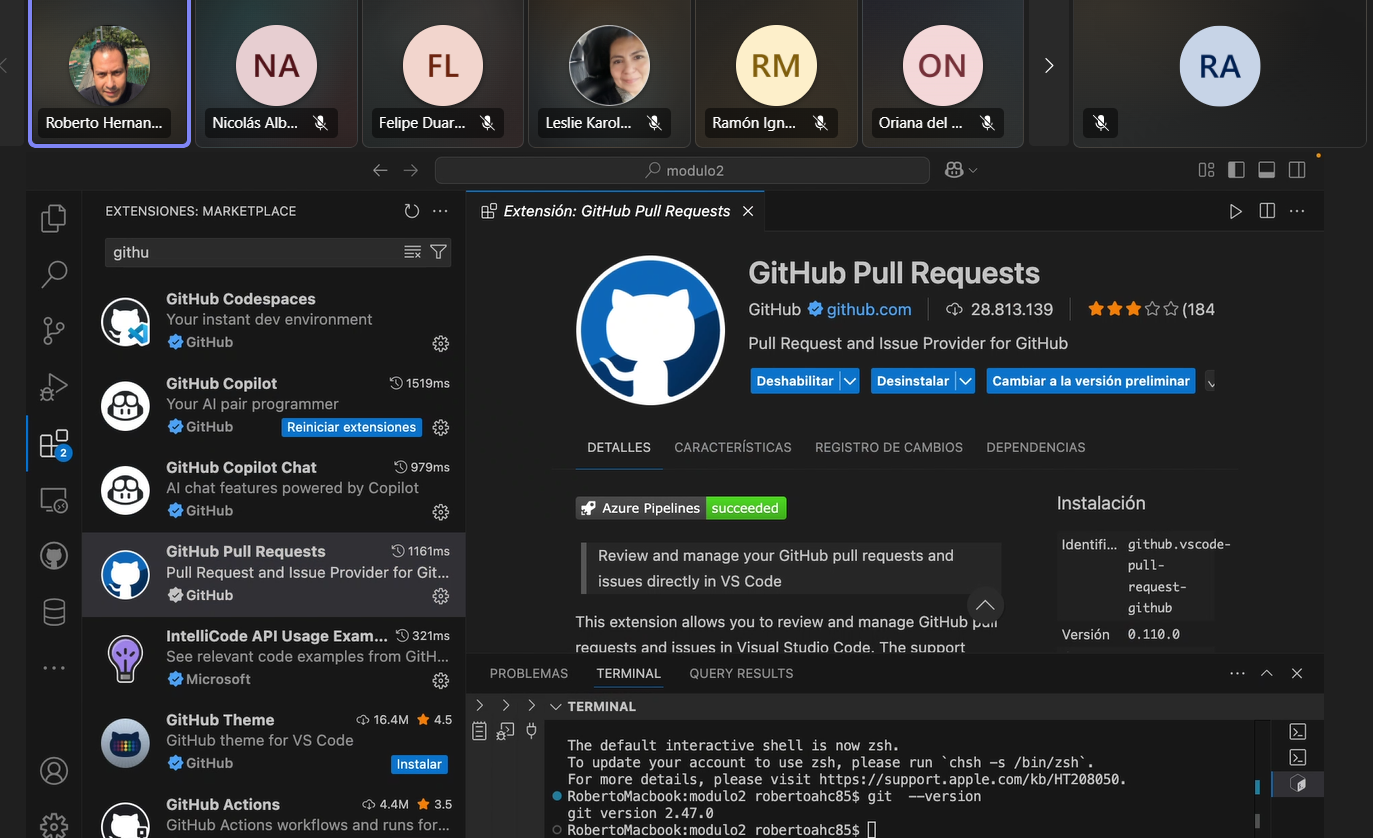 NA
FL
RM
ON
RA
Roberto Hernan...
Nicolás Alb...
Felipe Duar...
Leslie Karol...
Ramón Ign...
Oriana del ...
modulo2
EXTENSIONES: MARKETPLACE
githu
GitHub Codespaces
Your instant dev environment
GitHub
GitHub Copilot
1519ms
Your AI pair programmer
GitHub
Reiniciar extensiones
GitHub Copilot Chat
979ms
AI chat features powered by Copilot
GitHub
2
GitHub Pull Requests
1161ms
Pull Request and Issue Provider for Git...
GitHub
IntelliCode API Usage Exam...
321ms
See relevant code examples from GitH...
Microsoft
GitHub Theme
16.4M
4.5
GitHub theme for VS Code
GitHub
Instalar
GitHub Actions
4.4M
3.5
GitHub Actions workflows and runs for...
Extensión: GitHub Pull Requests
GitHub Pull Requests
GitHub
github.com
28.813.139
(184
Pull Request and Issue Provider for GitHub
Deshabilitar
Desinstalar
Cambiar a la versión preliminar
DETALLES
CARACTERÍSTICAS
REGISTRO DE CAMBIOS
DEPENDENCIAS
Azure Pipelines succeeded
Review and manage your GitHub pull requests and
issues directly in VS Code
This extension allows you to review and manage GitHub pull
requests and issues in Visual Studio Code. The support
Instalación
Identifi...
github.vscode-
pull-
request-
github
Versión
0.110.0
PROBLEMAS
TERMINAL
QUERY RESULTS
TERMINAL
The default interactive shell is now zsh.
To update your account to use zsh, please run `chsh -s /bin/zsh`.
For more details, please visit https://support.apple.com/kb/HT208050.
RobertoMacbook:modulo2 robertoahc85$ git  --version
git version 2.47.0
RobertoMacbook:modulo2 robertoahc85$